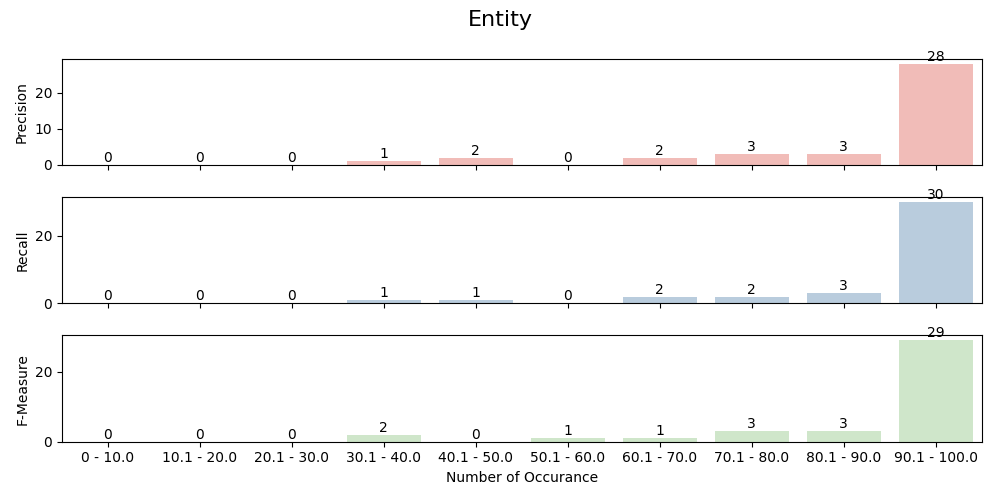 Entity
Precision
20
10
0
0 0 0 1 2 0 2 3 3 28
Recall
20
0
0 0 0 1 1 0 2 2 3 30
F-Measure
20
0
0 0 0 2 0 1 1 3 3 29
0 - 10.0 10.1 - 20.0 20.1 - 30.0 30.1 - 40.0 40.1 - 50.0 50.1 - 60.0 60.1 - 70.0 70.1 - 80.0 80.1 - 90.0 90.1 - 100.0
Number of Occurance